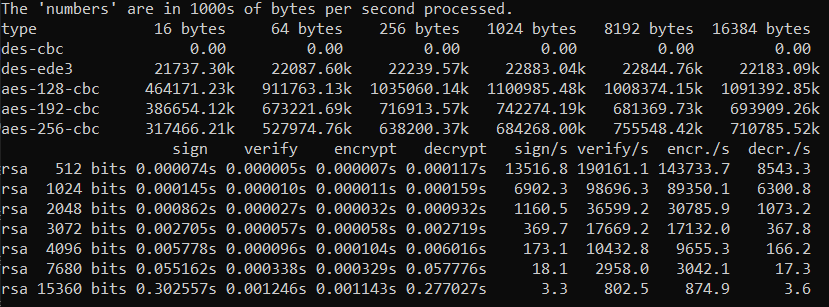 The 'numbers' are in 1000s of bytes per second processed.
type             16 bytes     64 bytes    256 bytes   1024 bytes   8192 bytes  16384 bytes
des-cbc              0.00         0.00         0.00         0.00         0.00         0.00
des-ede3         21737.30k    22087.60k    22239.57k    22883.04k    22844.76k    22183.09k
aes-128-cbc     464171.23k   911763.13k  1035060.14k  1100985.48k  1008374.15k  1091392.85k
aes-192-cbc     386654.12k   673221.69k   716913.57k   742274.19k   681369.73k   693909.26k
aes-256-cbc     317466.21k   527974.76k   638200.37k   684268.00k   755548.42k   710785.52k
                  sign    verify    encrypt   decrypt   sign/s verify/s  encr./s  decr./s
rsa   512 bits 0.000074s 0.000005s 0.000007s 0.000117s  13516.8 190161.1 143733.7   8543.3
rsa  1024 bits 0.000145s 0.000010s 0.000011s 0.000159s   6902.3  98696.3  89350.1   6300.8
rsa  2048 bits 0.000862s 0.000027s 0.000032s 0.000932s   1160.5  36599.2  30785.9   1073.2
rsa  3072 bits 0.002705s 0.000057s 0.000058s 0.002719s    369.7  17669.2  17132.0    367.8
rsa  4096 bits 0.005778s 0.000096s 0.000104s 0.006016s    173.1  10432.8   9655.3    166.2
rsa  7680 bits 0.055162s 0.000338s 0.000329s 0.057776s     18.1   2958.0   3042.1     17.3
rsa 15360 bits 0.302557s 0.001246s 0.001143s 0.277027s      3.3    802.5    874.9      3.6